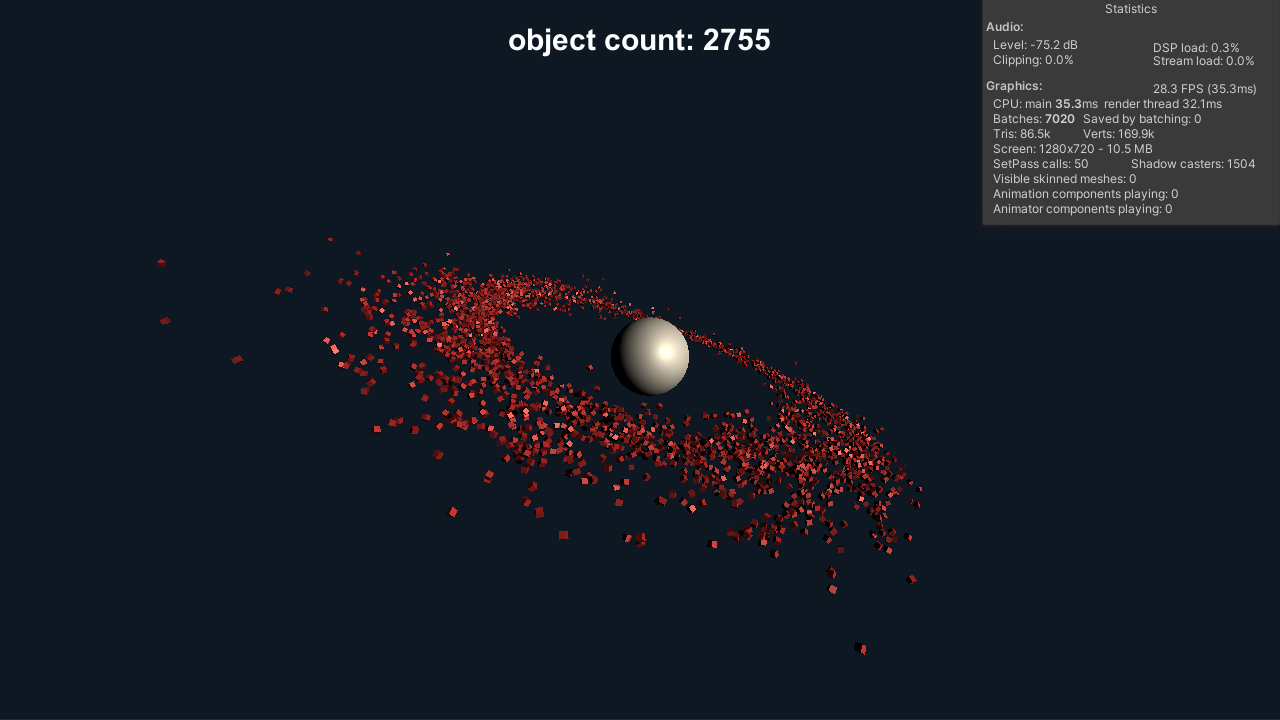 object count: 2755
Statistics
Audio:
Level: -75.2 dB DSP load: 0.3%
Clipping: 0.0% Stream load: 0.0%
Graphics: 28.3 FPS (35.3ms)
CPU: main 35.3ms render thread 32.1ms
Batches: 7020 Saved by batching: 0
Tris: 86.5k Verts: 169.9k
Screen: 1280x720 - 10.5 MB
SetPass calls: 50 Shadow casters: 1504
Visible skinned meshes: 0
Animation components playing: 0
Animator components playing: 0